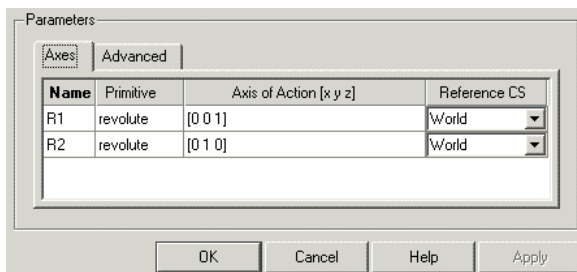 Parameters
Axes Advanced
Name Primitive Axis of Action [x y z] Reference CS
R1 revolute [0 0 1] World
R2 revolute [0 1 0] World
OK Cancel Help Apply